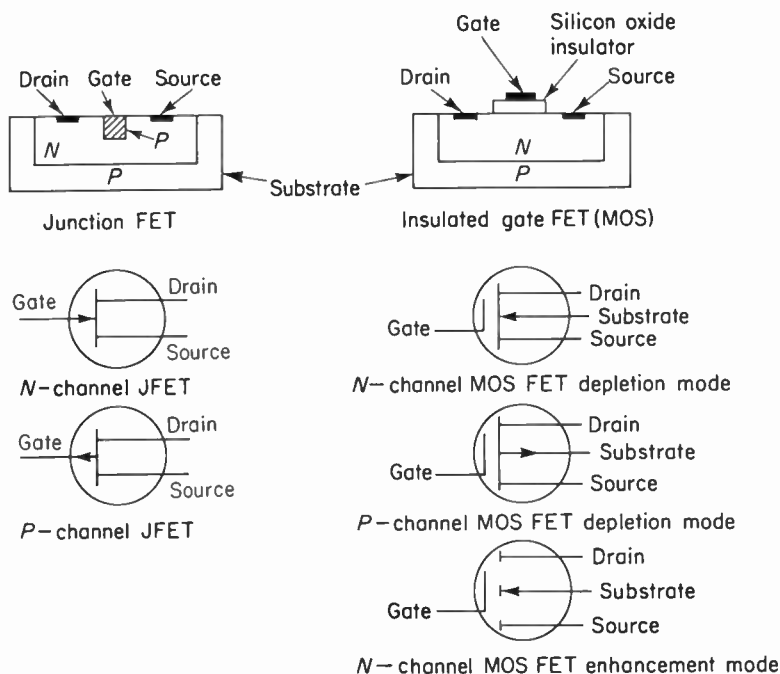 Drain Gate Source
P
N
P
Junction FET
Substrate
Gate
Silicon oxide
insulator
Drain
Source
N
P
Insulated gate FET (MOS)
Gate
Drain
Source
N-channel JFET
Gate
Drain
Source
P-channel JFET
Drain
Substrate
Gate
Source
N-channel MOS FET depletion mode
Drain
Substrate
Gate
Source
P-channel MOS FET depletion mode
Drain
Substrate
Gate
Source
N-channel MOS FET enhancement mode